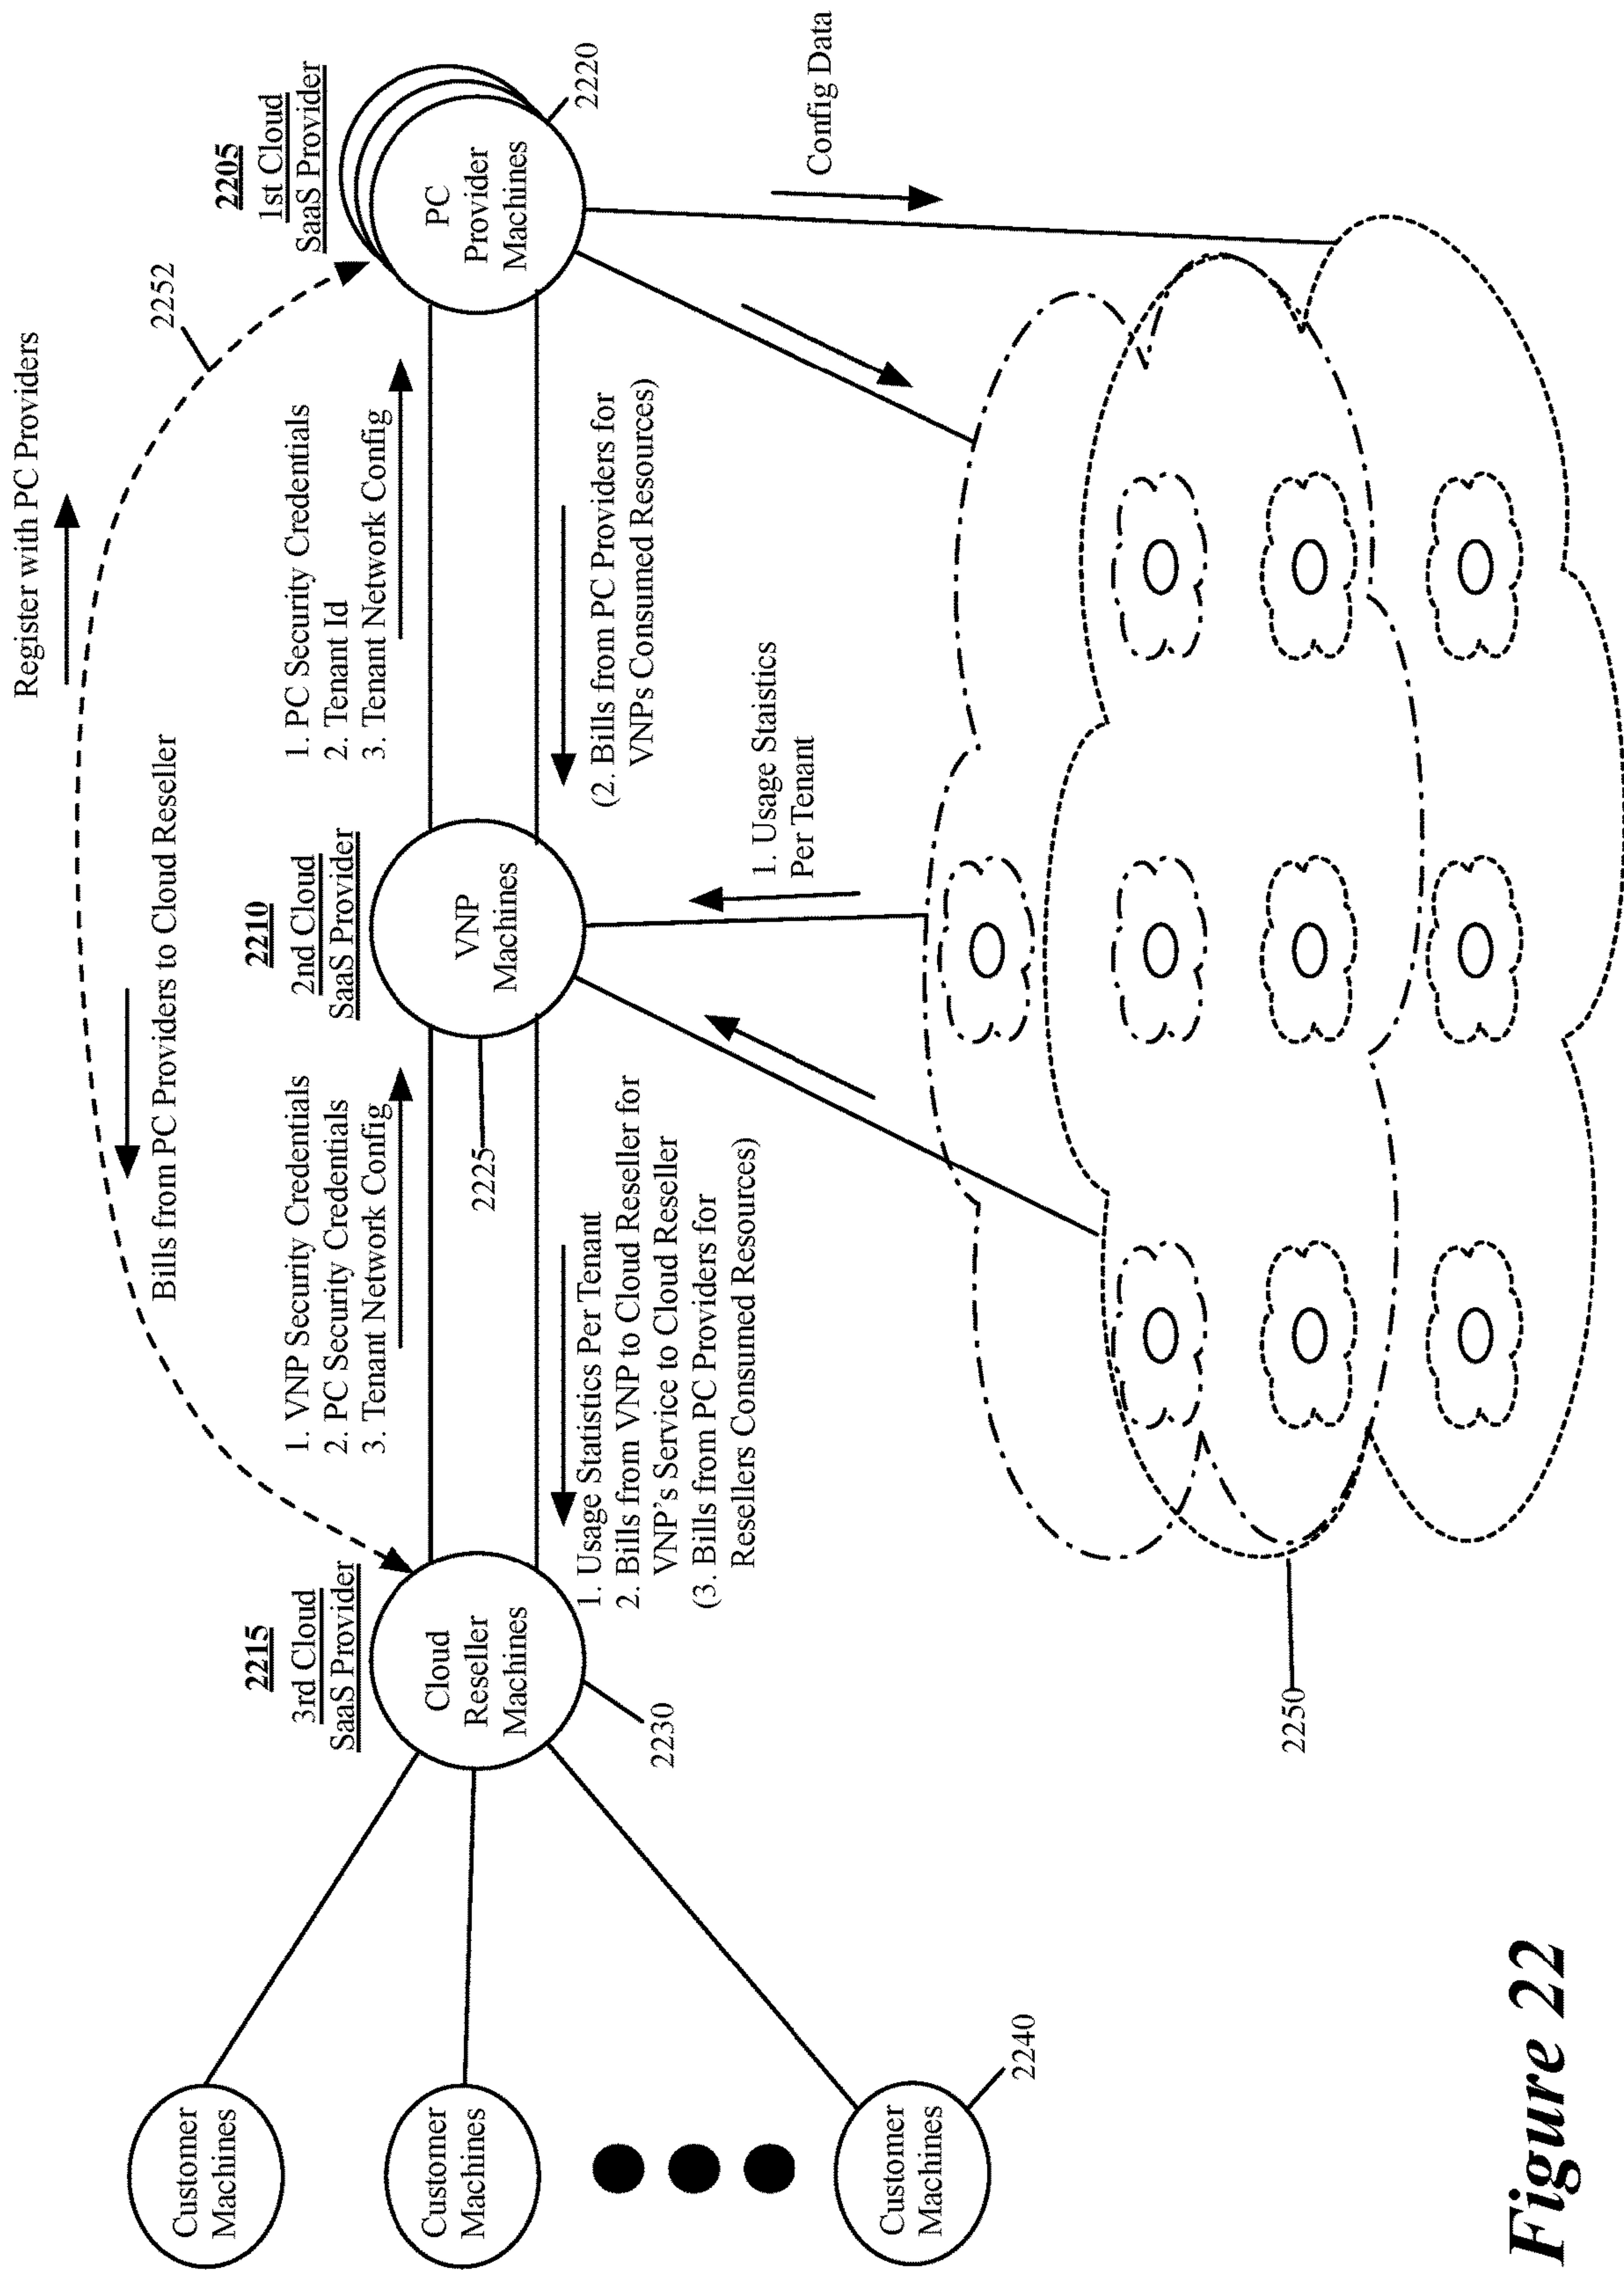 Register with PC Providers
2252
Bills from PC Providers to Cloud Reseller
2215
3rd Cloud
SaaS Provider
2210
2nd Cloud
SaaS Provider
2205
1st Cloud
SaaS Provider
1. VNP Security Credentials
2. PC Security Credentials
3. Tenant Network Config
1. PC Security Credentials
2. Tenant Id
3. Tenant Network Config
Customer
Machines
Customer
Machines
Customer
Machines
2240
Cloud
Reseller
Machines
2230
2225
VNP
Machines
PC
Provider
Machines
2220
1. Usage Statistics Per Tenant
2. Bills from VNP to Cloud Reseller for
VNP's Service to Cloud Reseller
(3. Bills from PC Providers for
Resellers Consumed Resources)
(2. Bills from PC Providers for
VNPs Consumed Resources)
1. Usage Staistics
Per Tenant
Config Data
2250
Figure 22